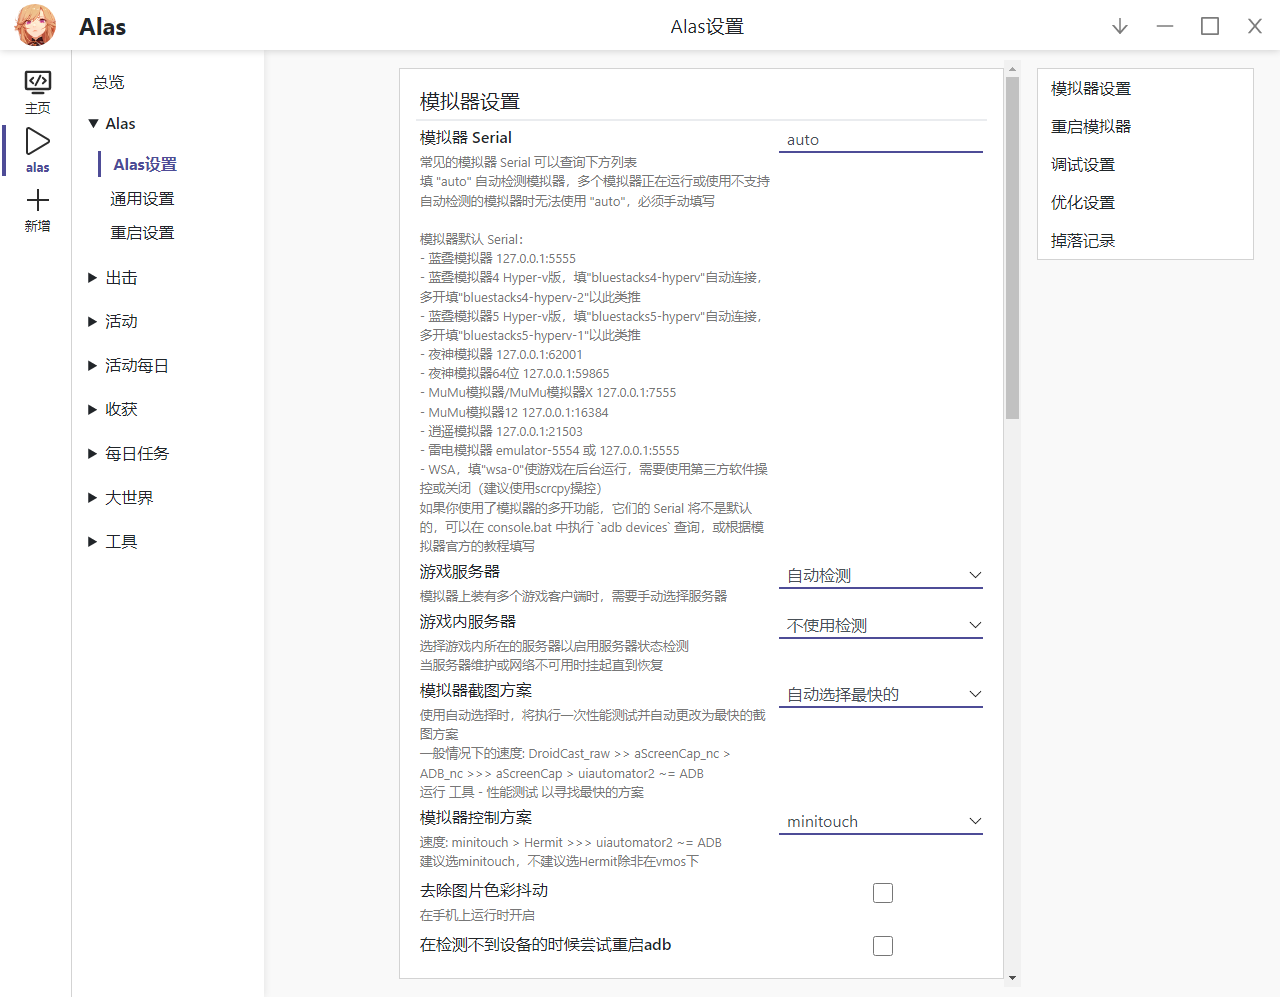 Alas
Alas设置
主页
alas
新增
总览
Alas
Alas设置
通用设置
重启设置
出击
活动
活动每日
收获
每日任务
大世界
工具
模拟器设置
模拟器 Serial
auto
常见的模拟器 Serial 可以查询下方列表
填 "auto" 自动检测模拟器，多个模拟器正在运行或使用不支持
自动检测的模拟器时无法使用 "auto"，必须手动填写
模拟器默认 Serial：
- 蓝叠模拟器 127.0.0.1:5555
- 蓝叠模拟器4 Hyper-v版，填"bluestacks4-hyperv"自动连接，
多开填"bluestacks4-hyperv-2"以此类推
- 蓝叠模拟器5 Hyper-v版，填"bluestacks5-hyperv"自动连接，
多开填"bluestacks5-hyperv-1"以此类推
- 夜神模拟器 127.0.0.1:62001
- 夜神模拟器64位 127.0.0.1:59865
- MuMu模拟器/MuMu模拟器X 127.0.0.1:7555
- MuMu模拟器12 127.0.0.1:16384
- 逍遥模拟器 127.0.0.1:21503
- 雷电模拟器 emulator-5554 或 127.0.0.1:5555
- WSA，填"wsa-0"使游戏在后台运行，需要使用第三方软件操
控或关闭（建议使用scrcpy操控）
如果你使用了模拟器的多开功能，它们的 Serial 将不是默认
的，可以在 console.bat 中执行 `adb devices` 查询，或根据模
拟器官方的教程填写
游戏服务器
自动检测
模拟器上装有多个游戏客户端时，需要手动选择服务器
游戏内服务器
不使用检测
选择游戏内所在的服务器以启用服务器状态检测
当服务器维护或网络不可用时挂起直到恢复
模拟器截图方案
自动选择最快的
使用自动选择时，将执行一次性能测试并自动更改为最快的截
图方案
一般情况下的速度: DroidCast_raw >> aScreenCap_nc >
ADB_nc >>> aScreenCap > uiautomator2 ~= ADB
运行 工具 - 性能测试 以寻找最快的方案
模拟器控制方案
minitouch
速度: minitouch > Hermit >>> uiautomator2 ~= ADB
建议选minitouch，不建议选Hermit除非在vmos下
去除图片色彩抖动
在手机上运行时开启
在检测不到设备的时候尝试重启adb
模拟器设置
重启模拟器
调试设置
优化设置
掉落记录